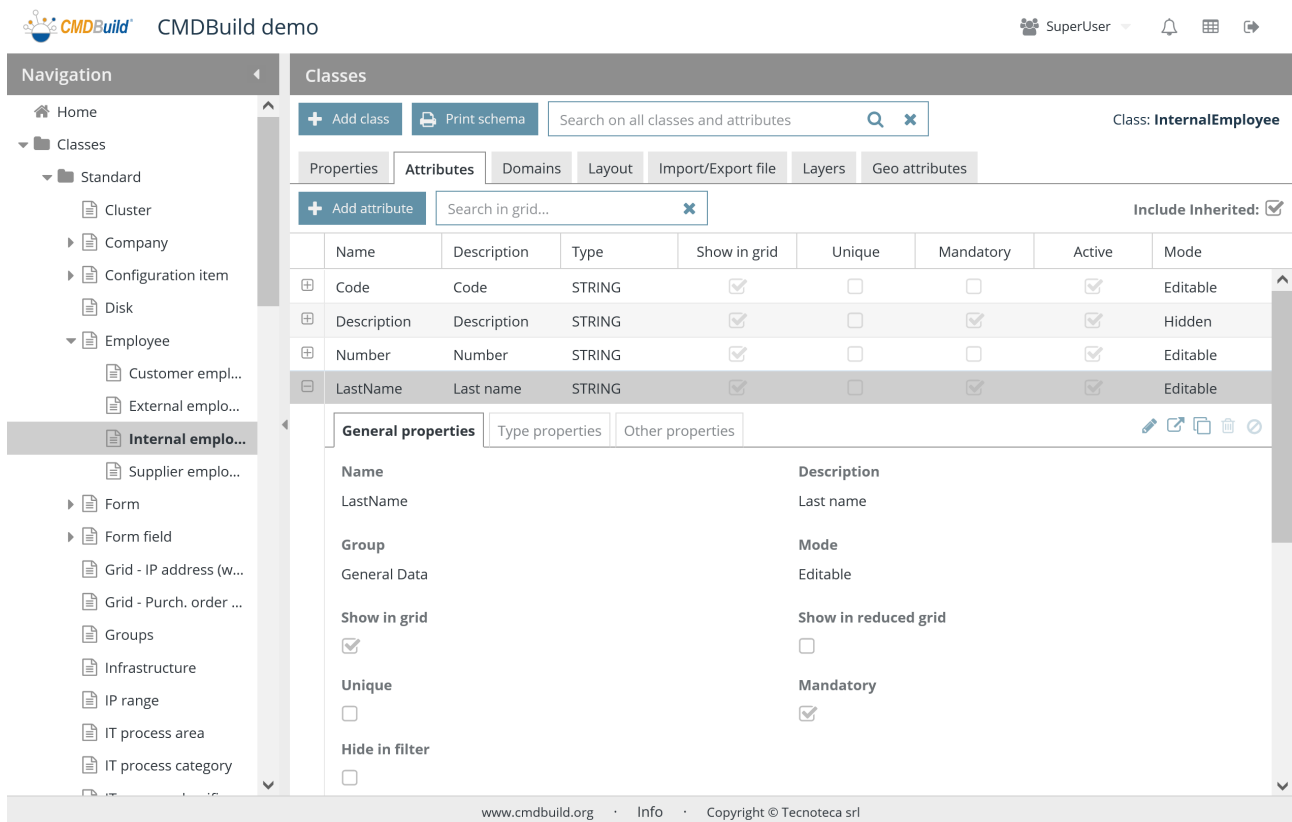 CMDBuild CMDBuild demo SuperUser
Navigation
Classes
Home
Classes
Standard
Cluster
Company
Configuration item
Disk
Employee
Customer empl...
External emplo...
Internal emplo...
Supplier emplo...
Form
Form field
Grid - IP address (w...
Grid - Purch. order ...
Groups
Infrastructure
IP range
IT process area
IT process category
Add class Print schema Search on all classes and attributes Class: InternalEmployee
Properties Attributes Domains Layout Import/Export file Layers Geo attributes
Add attribute Search in grid... Include Inherited:
Name Description Type Show in grid Unique Mandatory Active Mode
Code Code STRING Editable
Description Description STRING Hidden
Number Number STRING Editable
LastName Last name STRING Editable
General properties Type properties Other properties
Name Description
LastName Last name
Group Mode
General Data Editable
Show in grid Show in reduced grid
Unique Mandatory
Hide in filter
www.cmdbuild.org · Info · Copyright © Tecnoteca srl